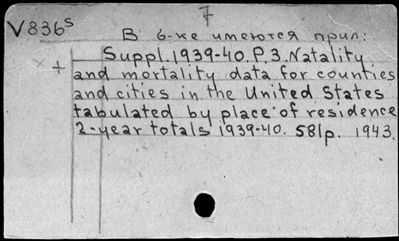 7
V836s
В б-ке имеются прил:
Suppl. 1939-40. P.3. Natality
+ and mortality data for counties
and cities in the United States
tabulated by place of residence
2-year totals 1939-40. 581p. 1943.